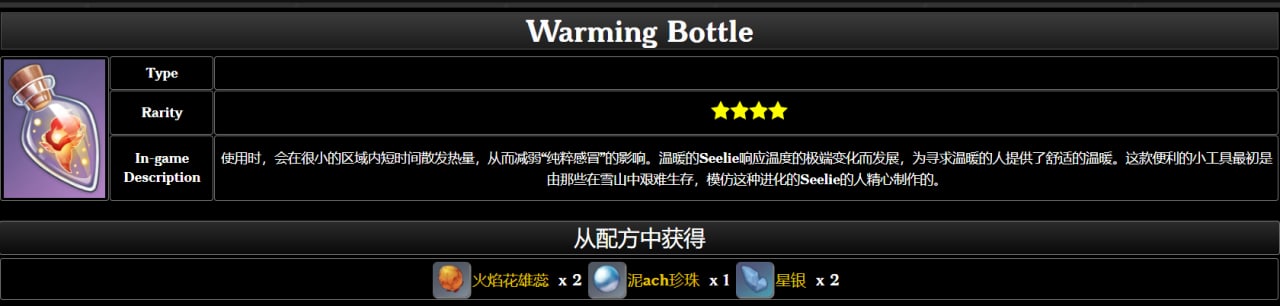 Warming Bottle
Type
Rarity
In-game
Description
使用时，会在很小的区域内短时间散发热量，从而减弱“纯粹感冒”的影响。温暖的Seelie响应温度的极端变化而发展，为寻求温暖的人提供了舒适的温暖。这款便利的小工具最初是
由那些在雪山中艰难生存，模仿这种进化的Seelie的人精心制作的。
从配方中获得
火焰花雄蕊 x 2 泥ach珍珠 x 1 星银 x 2